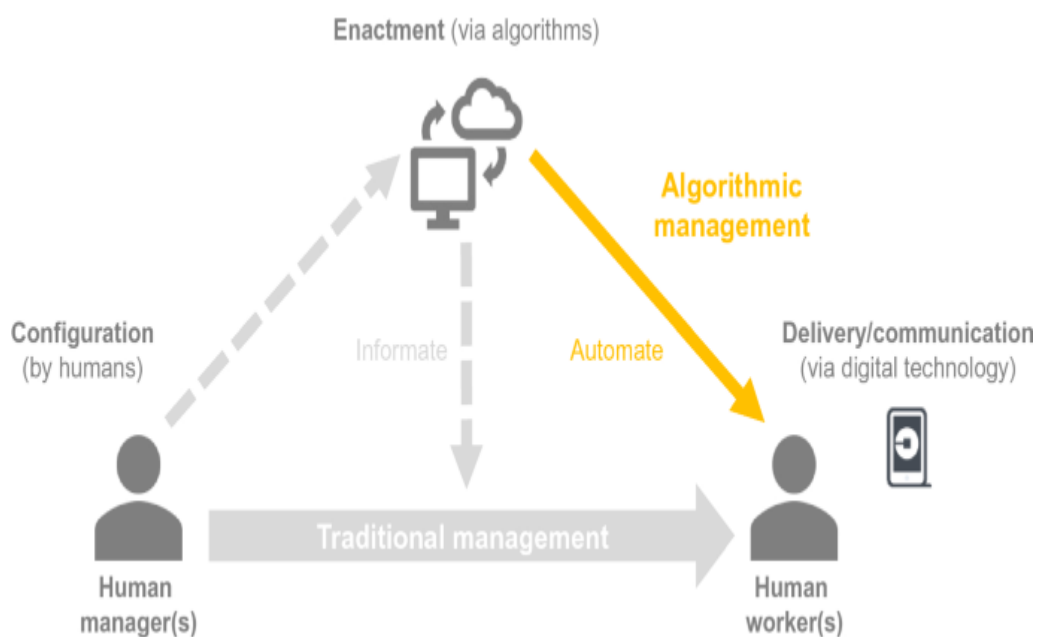 Enactment (via algorithms)
Algorithmic
management
Configuration
(by humans)
Informate
Automate
Delivery/communication
(via digital technology)
Traditional management
Human
manager(s)
Human
worker(s)